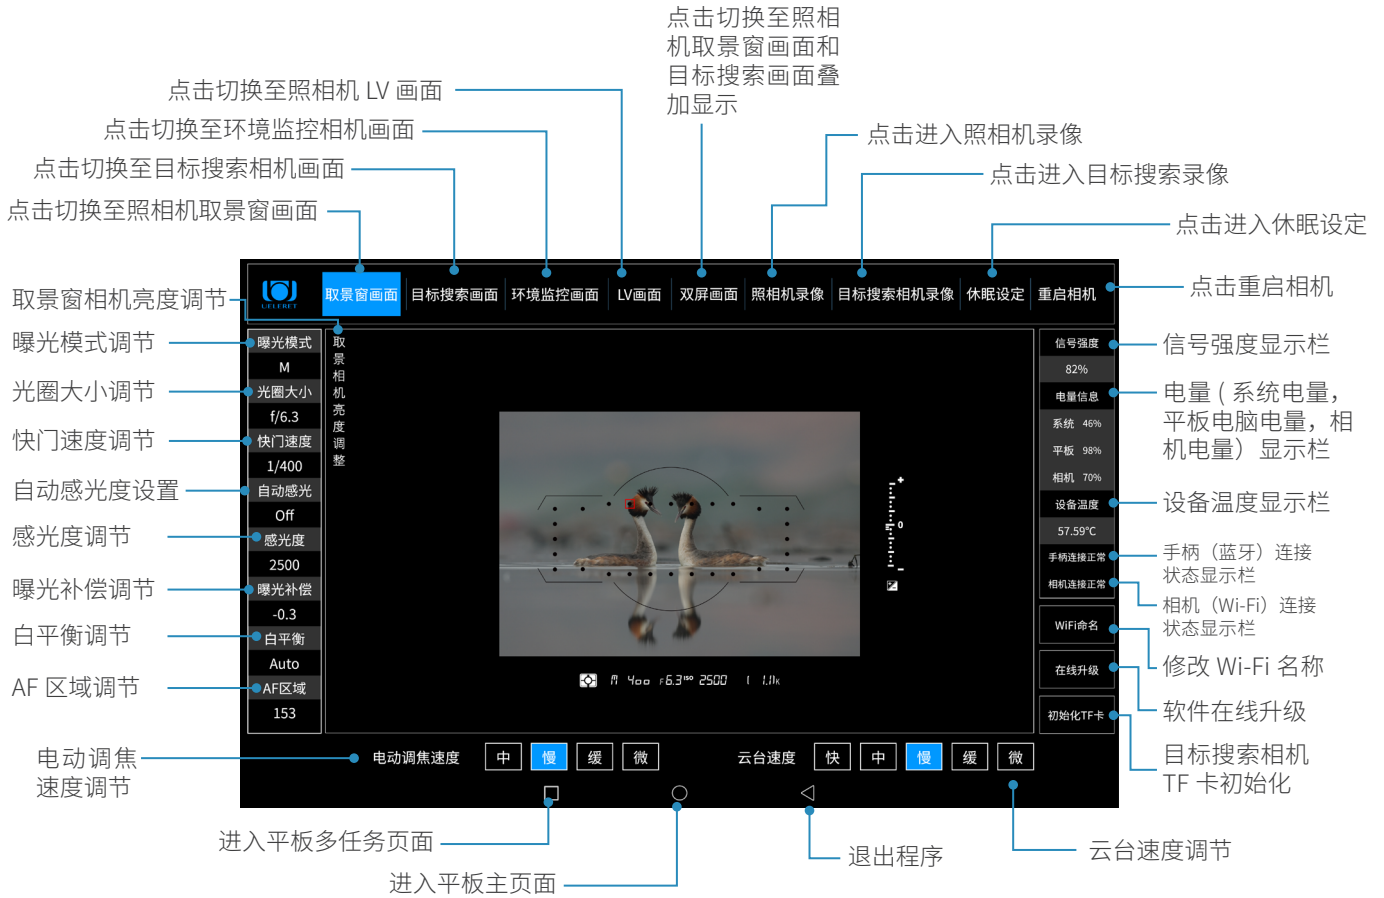 点击切换至照相
机取景窗画面和
目标搜索画面叠
加显示
点击切换至照相机 LV 画面
点击切换至环境监控相机画面
点击进入照相机录像
点击切换至目标搜索相机画面
点击进入目标搜索录像
点击切换至照相机取景窗画面
点击进入休眠设定
点击重启相机
取景窗画面
目标搜索画面
环境监控画面
LV画面
双屏画面
照相机录像
目标搜索相机录像
休眠设定
重启相机
取景窗相机亮度调节
曝光模式调节
光圈大小调节
快门速度调节
自动感光度设置
感光度调节
曝光补偿调节
白平衡调节
AF 区域调节
电动调焦
速度调节
曝光模式
M
光圈大小
f/6.3
快门速度
1/400
自动感光
Off
感光度
2500
曝光补偿
-0.3
白平衡
Auto
AF区域
153
取景相机亮度调整
+
0
−
M 400 F6.3 ISO 2500 [ 1.1]K
信号强度
82%
电量信息
系统 46%
平板 98%
相机 70%
设备温度
57.59°C
手柄连接正常
相机连接正常
WiFi命名
在线升级
初始化TF卡
信号强度显示栏
电量 ( 系统电量，
平板电脑电量，相
机电量）显示栏
设备温度显示栏
手柄（蓝牙）连接
状态显示栏
相机（Wi-Fi）连接
状态显示栏
修改 Wi-Fi 名称
软件在线升级
目标搜索相机
TF 卡初始化
电动调焦速度 中 慢 缓 微
云台速度 快 中 慢 缓 微
进入平板多任务页面
进入平板主页面
退出程序
云台速度调节